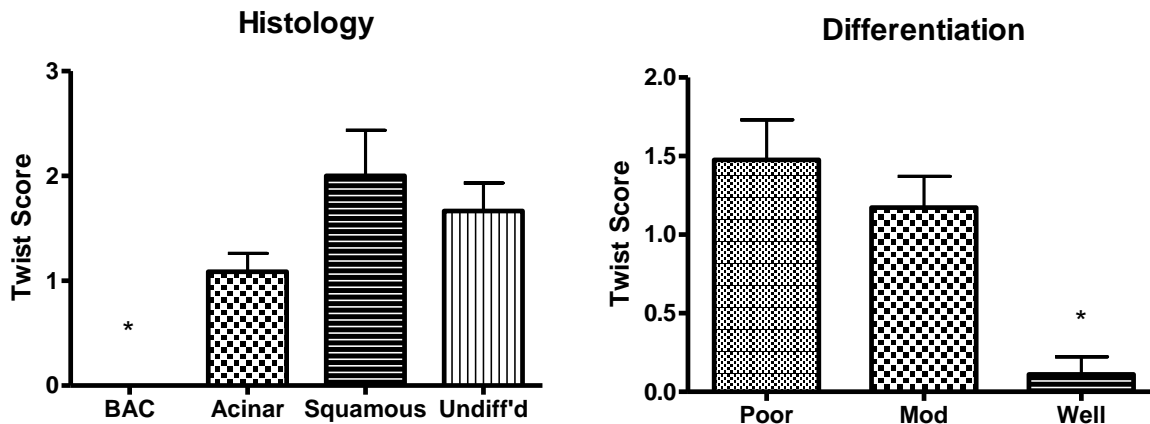 Histology
Twist Score
3
2
1
0
*
BAC Acinar Squamous Undiff'd
Differentiation
Twist Score
2.0
1.5
1.0
0.5
0.0
*
Poor Mod Well